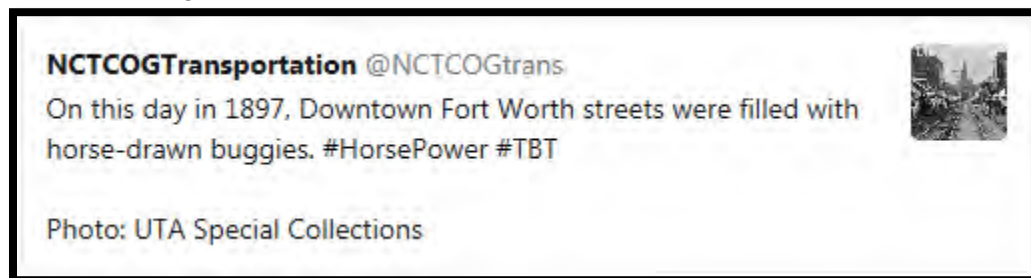 NCTCOGTransportation @NCTCOGtrans
On this day in 1897, Downtown Fort Worth streets were filled with
horse-drawn buggies. #HorsePower #TBT
Photo: UTA Special Collections